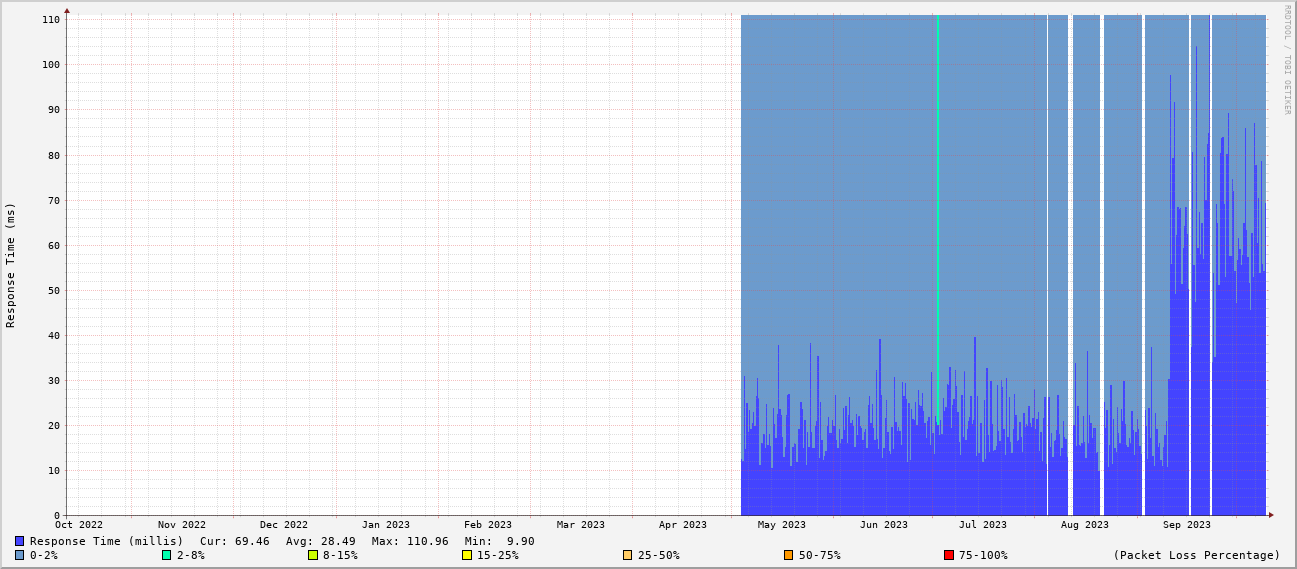 RRDTOOL / TOBI OETIKER
Response Time (ms)
110
100
90
80
70
60
50
40
30
20
10
0
Oct 2022 Nov 2022 Dec 2022 Jan 2023 Feb 2023 Mar 2023 Apr 2023 May 2023 Jun 2023 Jul 2023 Aug 2023 Sep 2023
Response Time (millis) Cur: 69.46 Avg: 28.49 Max: 110.96 Min: 9.90
0-2% 2-8% 8-15% 15-25% 25-50% 50-75% 75-100% (Packet Loss Percentage)